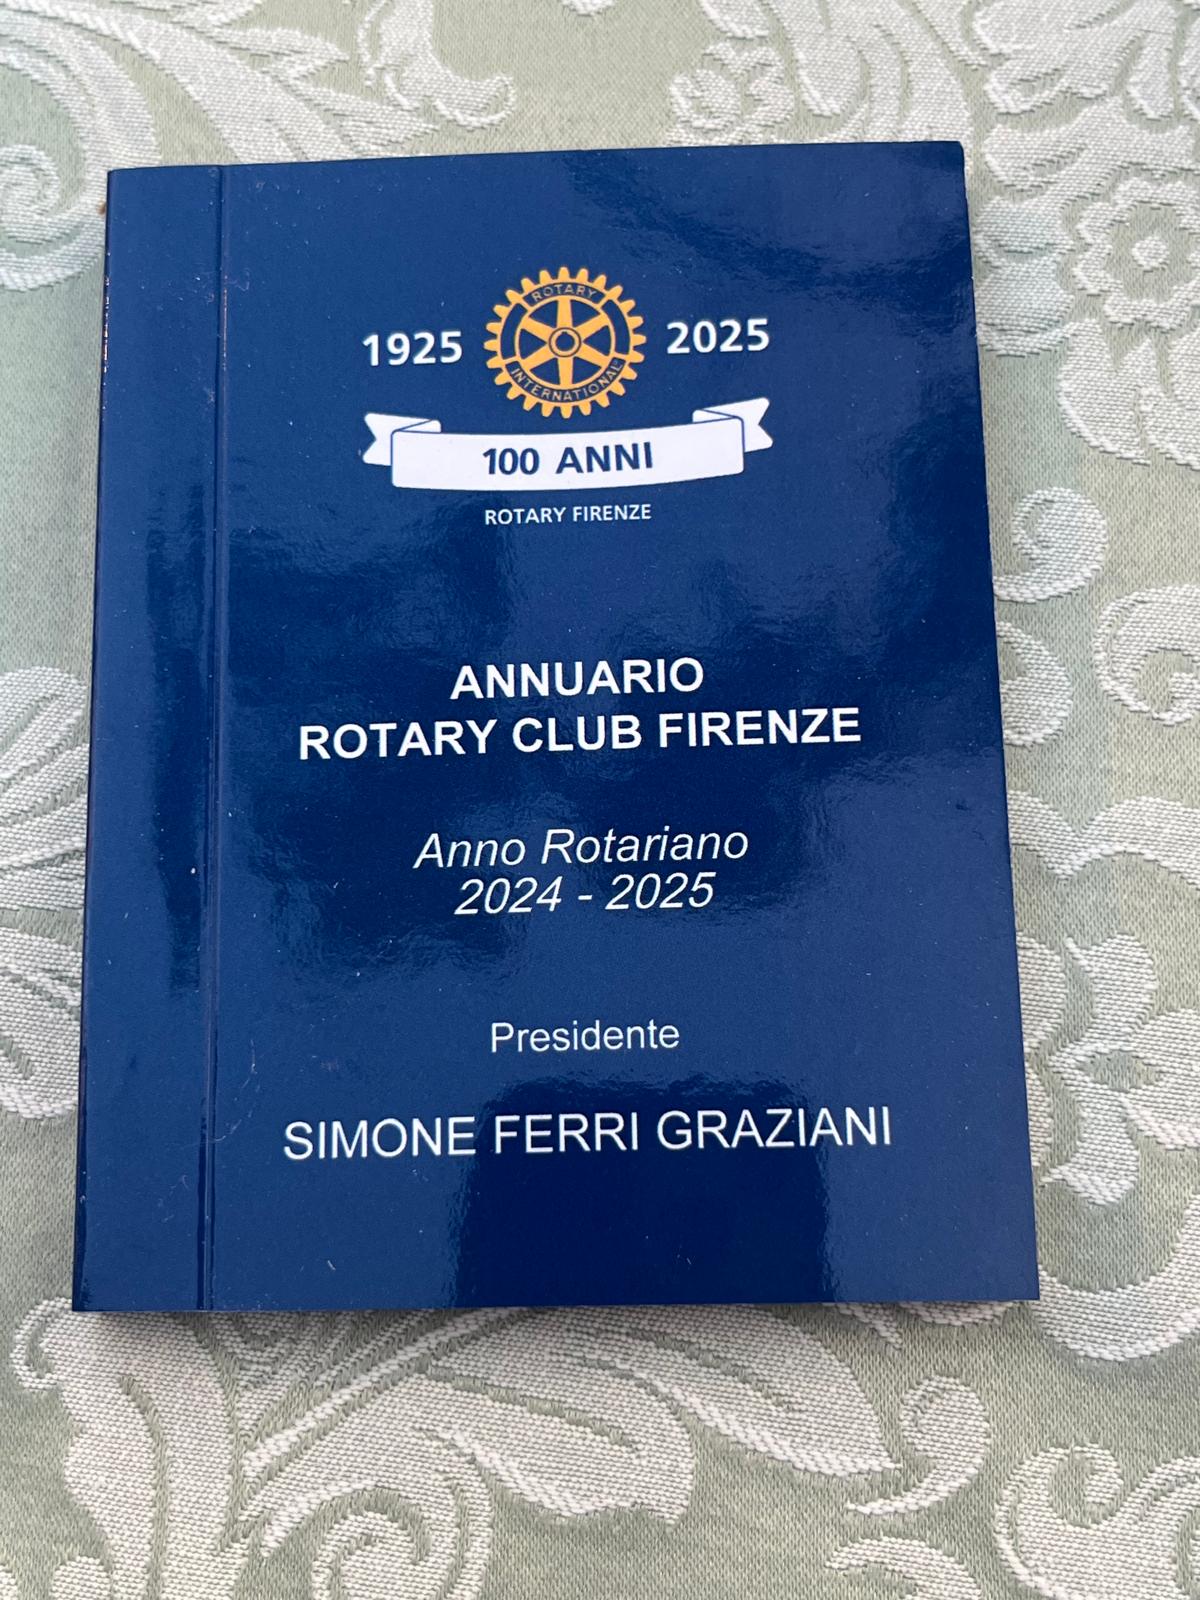 1925
ROTARY
INTERNATIONAL
2025
100 ANNI
ROTARY FIRENZE
ANNUARIO
ROTARY CLUB FIRENZE
Anno Rotariano
2024 - 2025
Presidente
SIMONE FERRI GRAZIANI